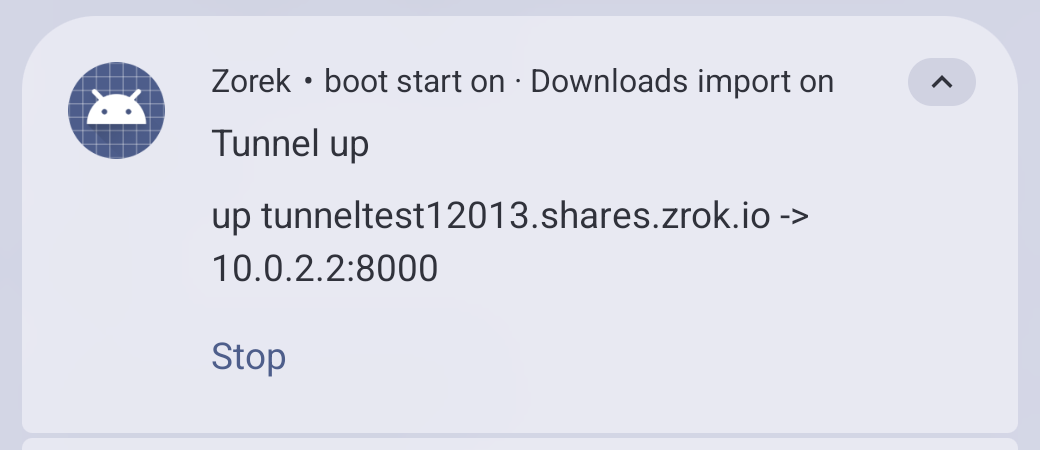 Zorek • boot start on · Downloads import on
Tunnel up
up tunneltest12013.shares.zrok.io ->
10.0.2.2:8000
Stop